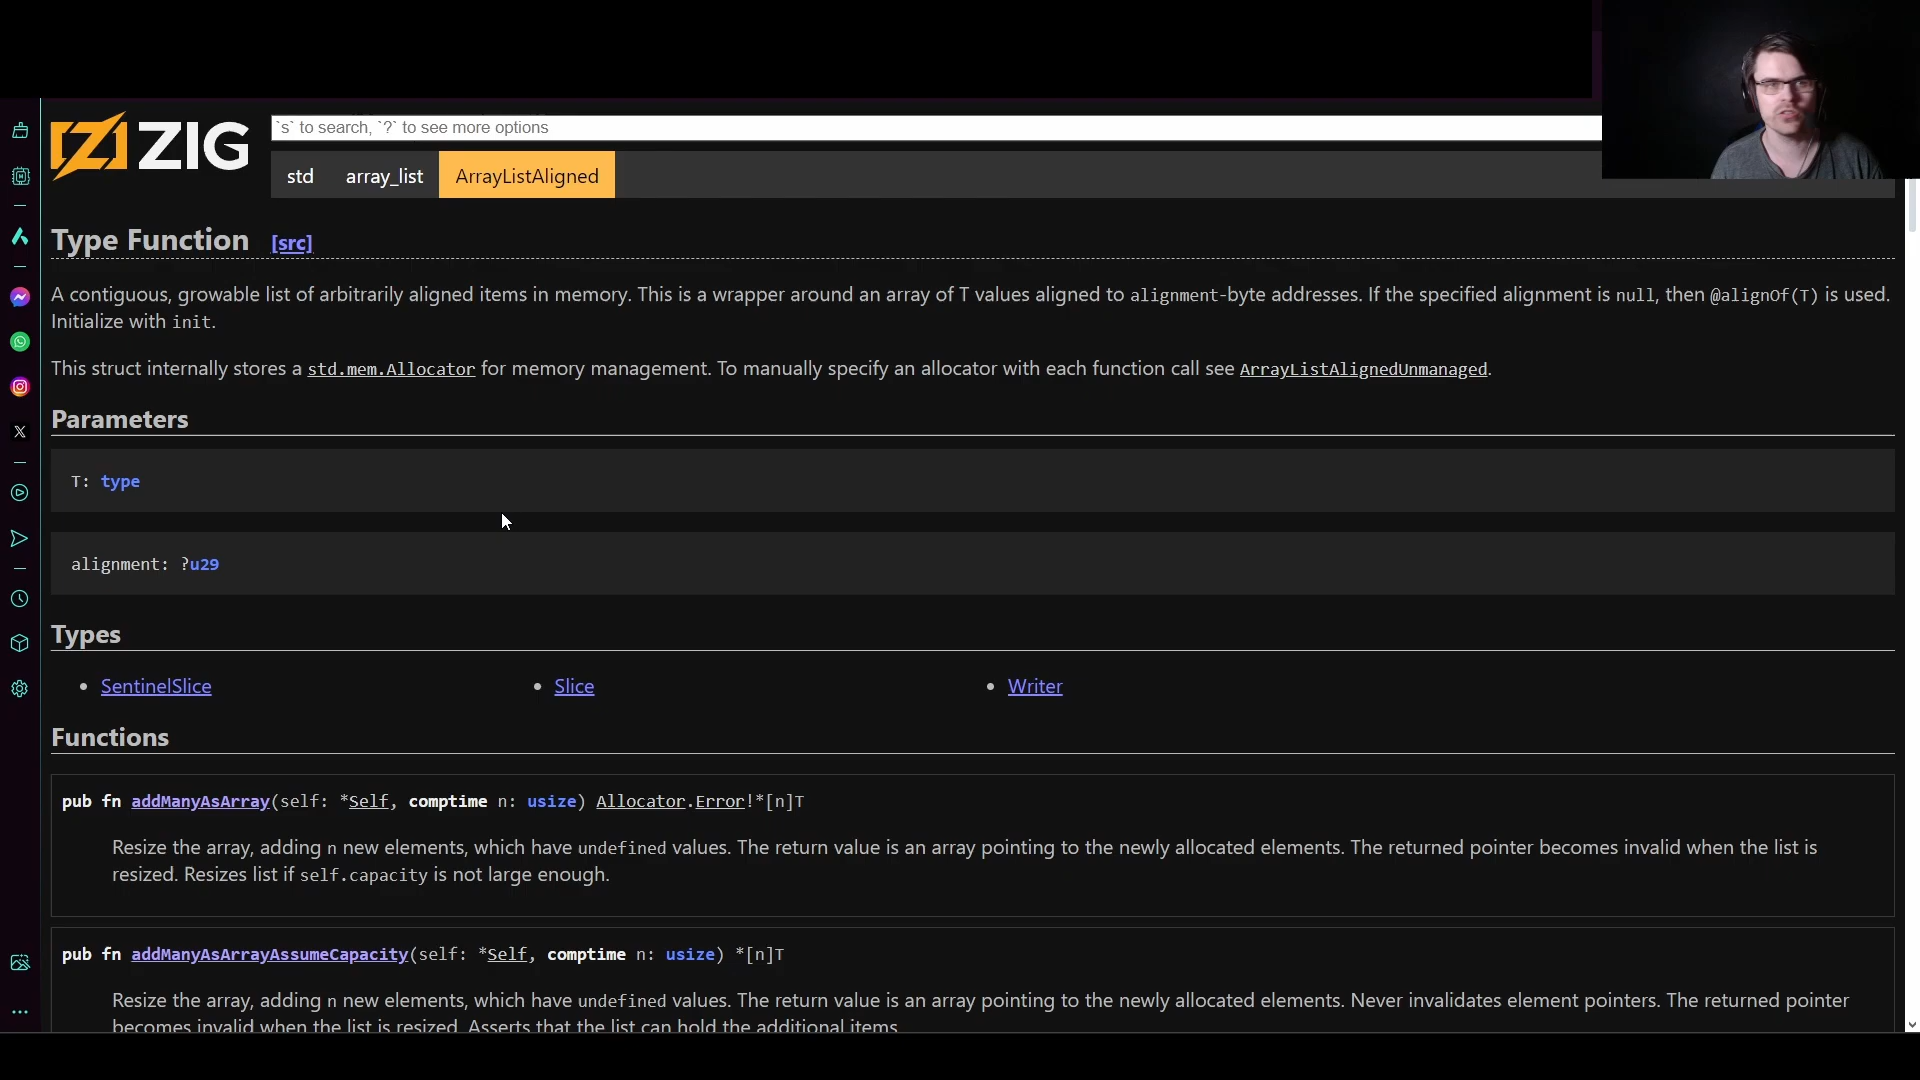 ZIG
`s` to search, `?` to see more options
std array_list ArrayListAligned
Type Function [src]
A contiguous, growable list of arbitrarily aligned items in memory. This is a wrapper around an array of T values aligned to alignment-byte addresses. If the specified alignment is null, then @alignOf(T) is used.
Initialize with init.
This struct internally stores a std.mem.Allocator for memory management. To manually specify an allocator with each function call see ArrayListAlignedUnmanaged.
Parameters
T: type
alignment: ?u29
Types
• SentinelSlice • Slice • Writer
Functions
pub fn addManyAsArray(self: *Self, comptime n: usize) Allocator.Error!*[n]T
Resize the array, adding n new elements, which have undefined values. The return value is an array pointing to the newly allocated elements. The returned pointer becomes invalid when the list is
resized. Resizes list if self.capacity is not large enough.
pub fn addManyAsArrayAssumeCapacity(self: *Self, comptime n: usize) *[n]T
Resize the array, adding n new elements, which have undefined values. The return value is an array pointing to the newly allocated elements. Never invalidates element pointers. The returned pointer
becomes invalid when the list is resized. Asserts that the list can hold the additional items.